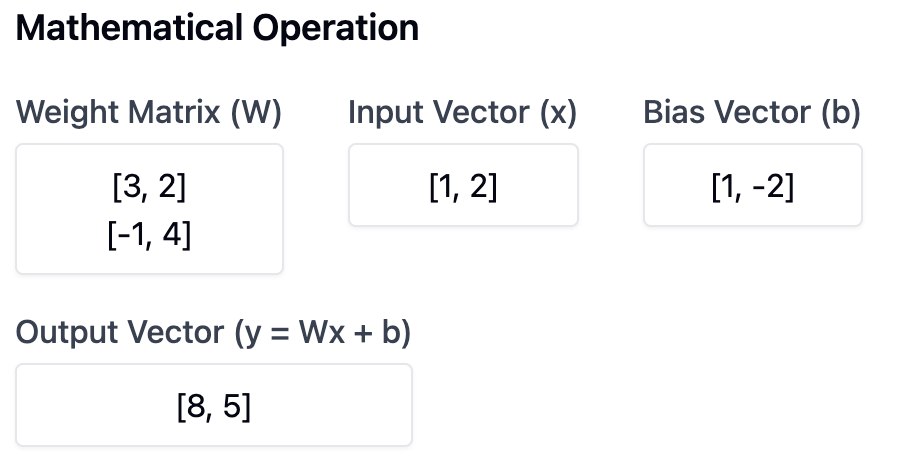 Mathematical Operation
Weight Matrix (W)
[3, 2]
[-1, 4]
Input Vector (x)
[1, 2]
Bias Vector (b)
[1, -2]
Output Vector (y = Wx + b)
[8, 5]